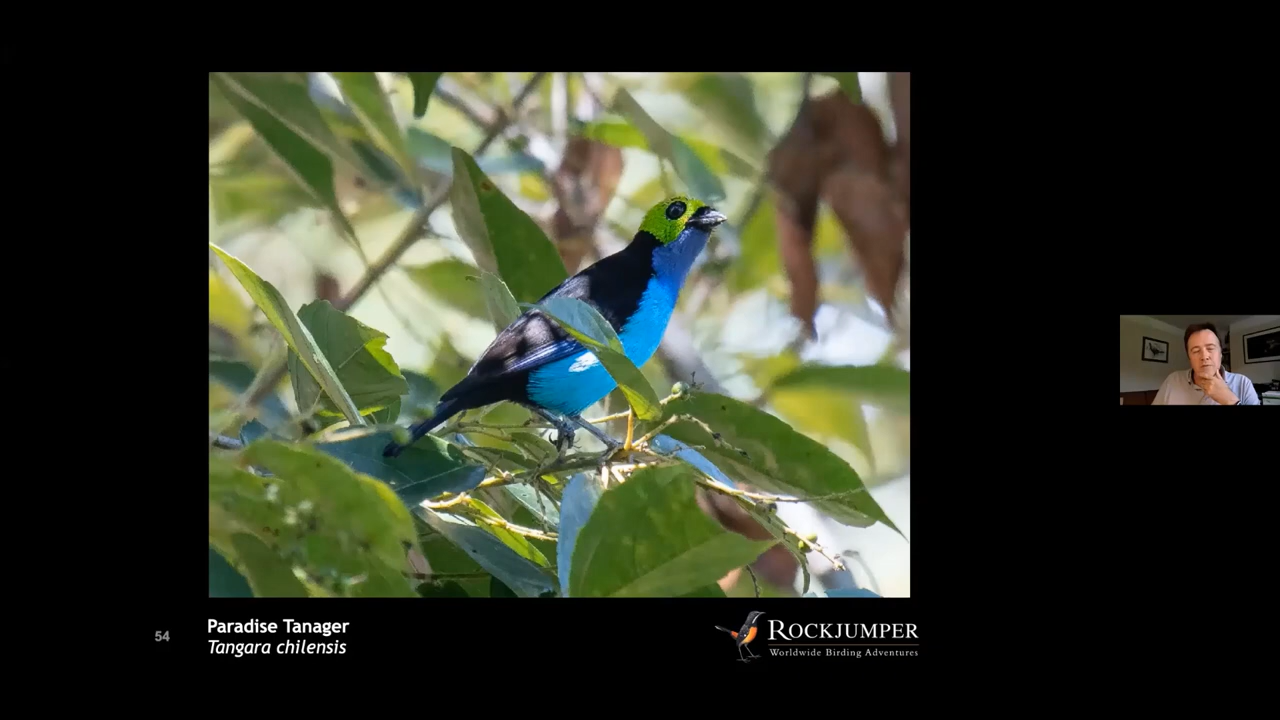 54
Paradise Tanager
Tangara chilensis
ROCKJUMPER
Worldwide Birding Adventures